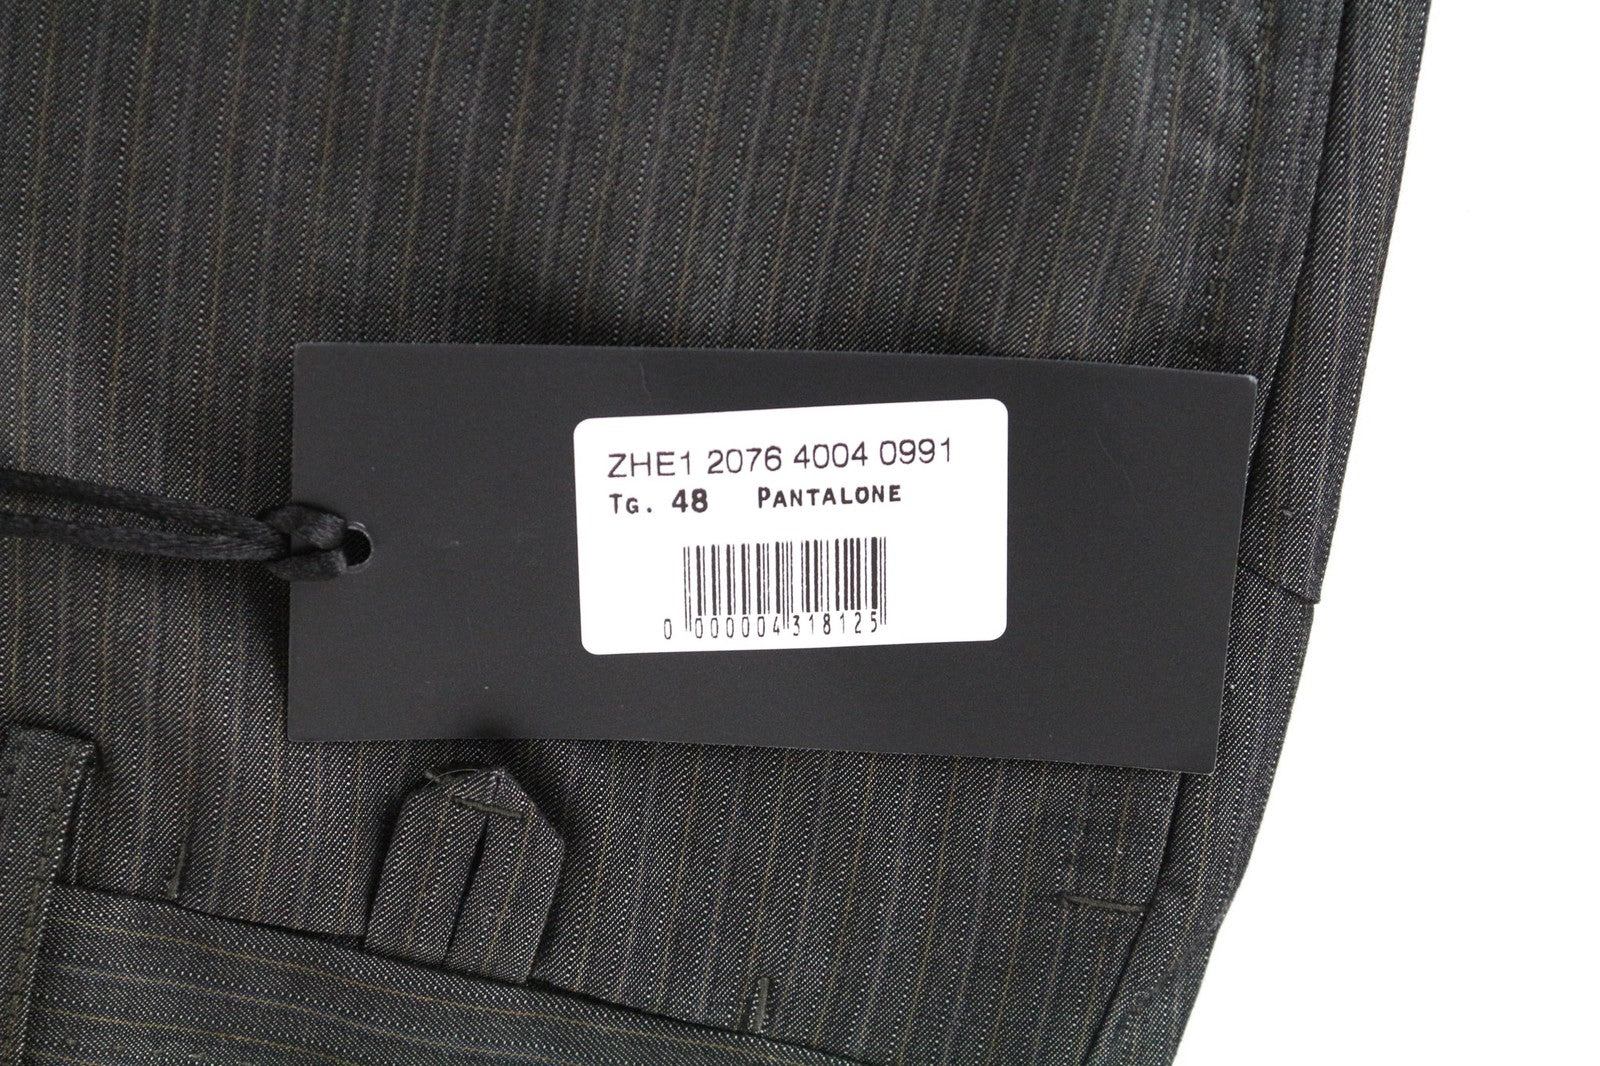 ZHE1 2076 4004 0991
Tg. 48 PANTALONE
0 000004 318125